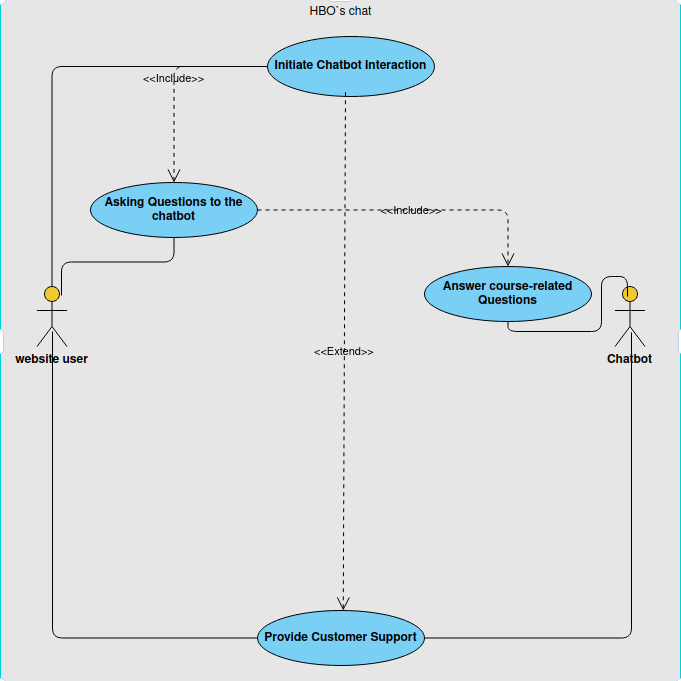 HBO`s chat
Initiate Chatbot Interaction
<<Include>>
Asking Questions to the
chatbot
<<Include>>
Answer course-related
Questions
<<Extend>>
website user
Chatbot
Provide Customer Support